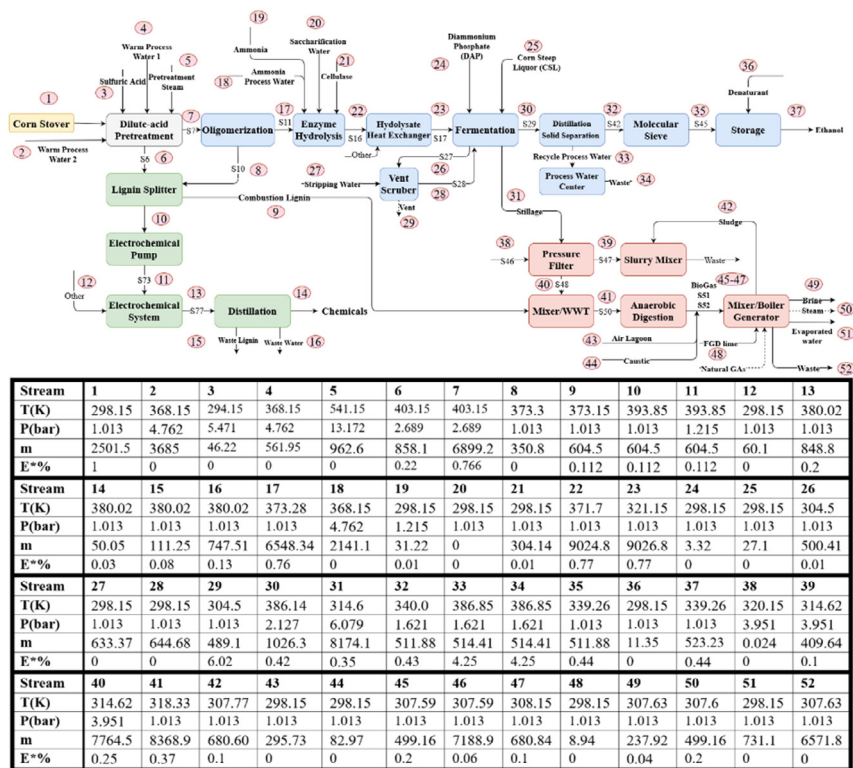 19
20
4
Ammonia
Saccharification
Water
Diammonium
Phosphate
(DAP)
25
Warm Process
Water 1
5
21
Corn Steep
Liquor (CSL)
18
Ammonia
Process Water
Cellulase
24
36
1
Sulfuric Acid
Pretreatment
Steam
3
Denaturant
7
17
22
23
30
32
35
37
Corn Stover
Dilute-acid
Pretreatment
S7
Oligomerization
S11
Enzyme
Hydrolysis
S16
Hydolysate
Heat Exchanger
S17
Fermentation
S29
Distillation
Solid Separation
S42
Molecular
Sieve
S45
Storage
Ethanol
2
Warm Process
Water 2
Other
S27
Recycle Process Water
33
S6
6
S10
8
27
26
Process Water
Center
Waste
34
Lignin Splitter
Stripping Water
Vent
Scruber
S28
28
Combustion Lignin
9
Vent
29
31
10
Stillage
42
Sludge
Electrochemical
Pump
38
39
S46
Pressure
Filter
S47
Slurry Mixer
Waste
12
S73
11
Other
13
14
40
S48
BioGas
S51
S52
45-47
49
Electrochemical
System
S77
Distillation
Chemicals
Mixer/WWT
41
S50
Anaerobic
Digestion
Mixer/Boiler
Generator
Brine
Steam
50
15
Waste Lignin
Waste Water
16
43
Air Lagoon
FGD lime
Evaporated
water
51
44
Caustic
48
Natural GAs
Waste
52
Stream 1 2 3 4 5 6 7 8 9 10 11 12 13
T(K) 298.15 368.15 294.15 368.15 541.15 403.15 403.15 373.3 373.15 393.85 393.85 298.15 380.02
P(bar) 1.013 4.762 5.471 4.762 13.172 2.689 2.689 1.013 1.013 1.013 1.215 1.013 1.013
m 2501.5 3685 46.22 561.95 962.6 858.1 6899.2 350.8 604.5 604.5 604.5 60.1 848.8
E*% 1 0 0 0 0 0.22 0.766 0 0.112 0.112 0.112 0 0.2
Stream 14 15 16 17 18 19 20 21 22 23 24 25 26
T(K) 380.02 380.02 380.02 373.28 368.15 298.15 298.15 298.15 371.7 321.15 298.15 298.15 304.5
P(bar) 1.013 1.013 1.013 1.013 4.762 1.215 1.013 1.013 1.013 1.013 1.013 1.013 1.013
m 50.05 111.25 747.51 6548.34 2141.1 31.22 0 304.14 9024.8 9026.8 3.32 27.1 500.41
E*% 0.03 0.08 0.13 0.76 0 0.01 0 0.01 0.77 0.77 0 0 0.01
Stream 27 28 29 30 31 32 33 34 35 36 37 38 39
T(K) 298.15 298.15 304.5 386.14 314.6 340.0 386.85 386.85 339.26 298.15 339.26 320.15 314.62
P(bar) 1.013 1.013 1.013 2.127 6.079 1.621 1.621 1.621 1.013 1.013 1.013 3.951 3.951
m 633.37 644.68 489.1 1026.3 8174.1 511.88 514.41 514.41 511.88 11.35 523.23 0.024 409.64
E*% 0 0 6.02 0.42 0.35 0.43 4.25 4.25 0.44 0 0.44 0 0.1
Stream 40 41 42 43 44 45 46 47 48 49 50 51 52
T(K) 314.62 318.33 307.77 298.15 298.15 307.59 307.59 308.15 298.15 307.63 307.6 298.15 307.63
P(bar) 3.951 1.013 1.013 1.013 1.013 1.013 1.013 1.013 1.013 1.013 1.013 1.013 1.013
m 7764.5 8368.9 680.60 295.73 82.97 499.16 7188.9 680.84 8.94 237.92 499.16 731.1 6571.8
E*% 0.25 0.37 0.1 0 0 0.2 0.06 0.1 0 0.04 0.2 0 0